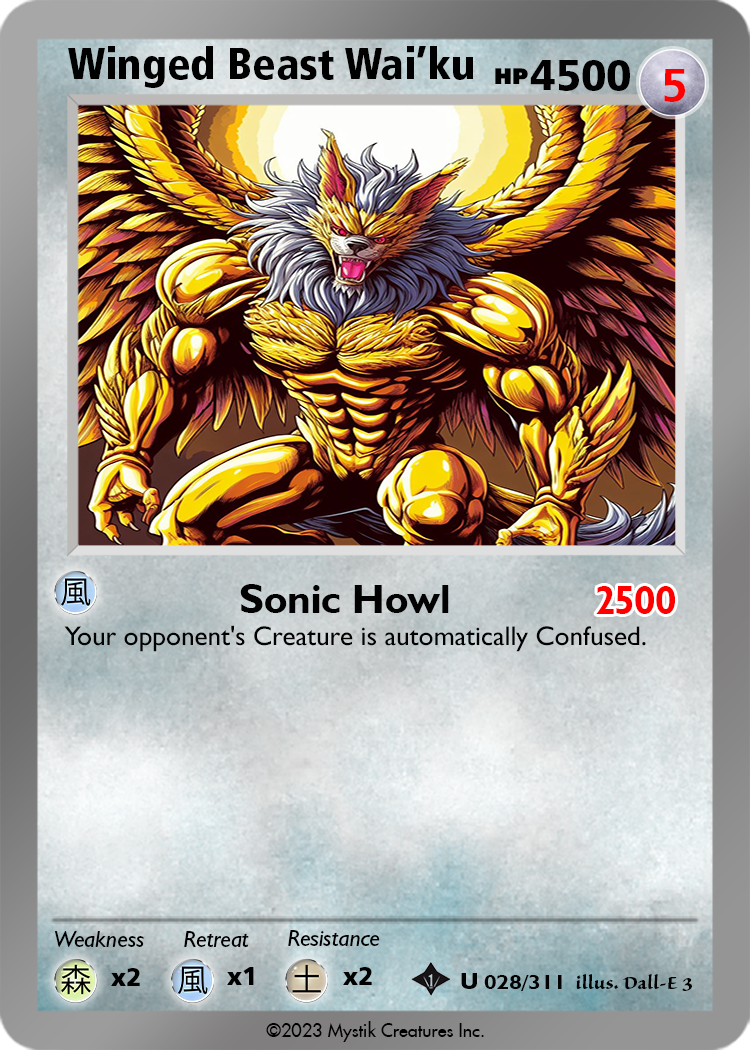 Winged Beast Wai’ku HP4500 5
風 Sonic Howl 2500
Your opponent's Creature is automatically Confused.
Weakness Retreat Resistance
森 x2 風 x1 土 x2 1 U 028/311 illus. Dall-E 3
©2023 Mystik Creatures Inc.